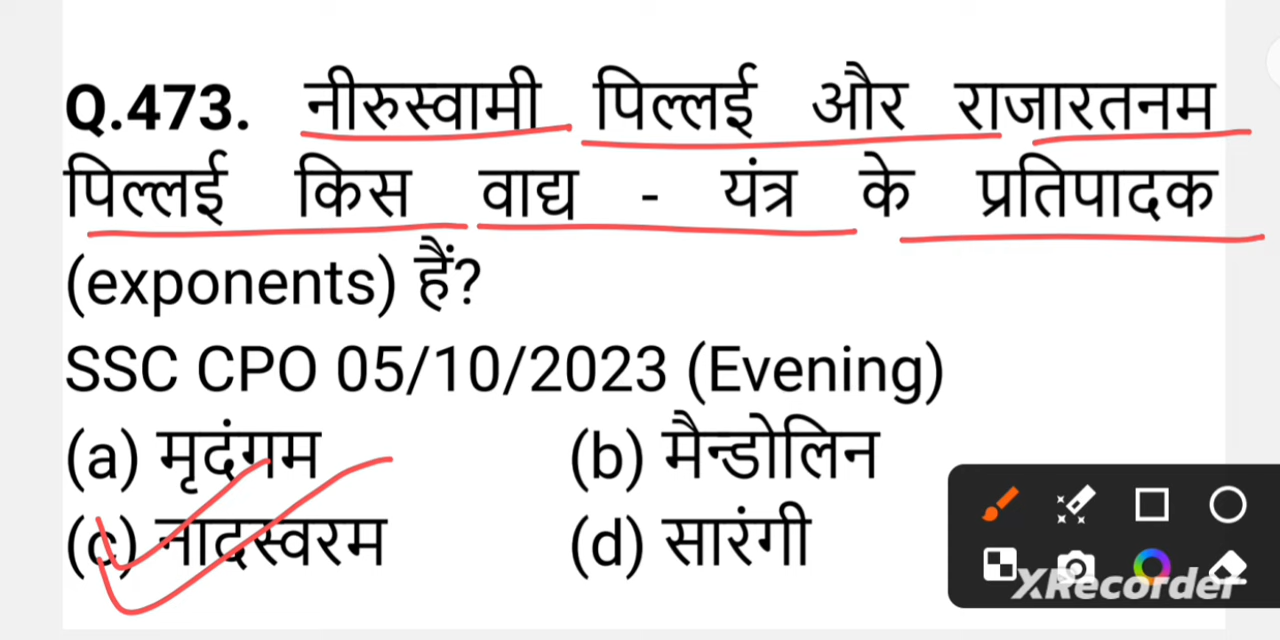 Q.473. नीरुस्वामी पिल्लई और राजारतनम
पिल्लई किस वाद्य - यंत्र के प्रतिपादक
(exponents) हैं?
SSC CPO 05/10/2023 (Evening)
(a) मृदंगम (b) मैन्डोलिन
(c) नादस्वरम (d) सारंगी
XRecorder